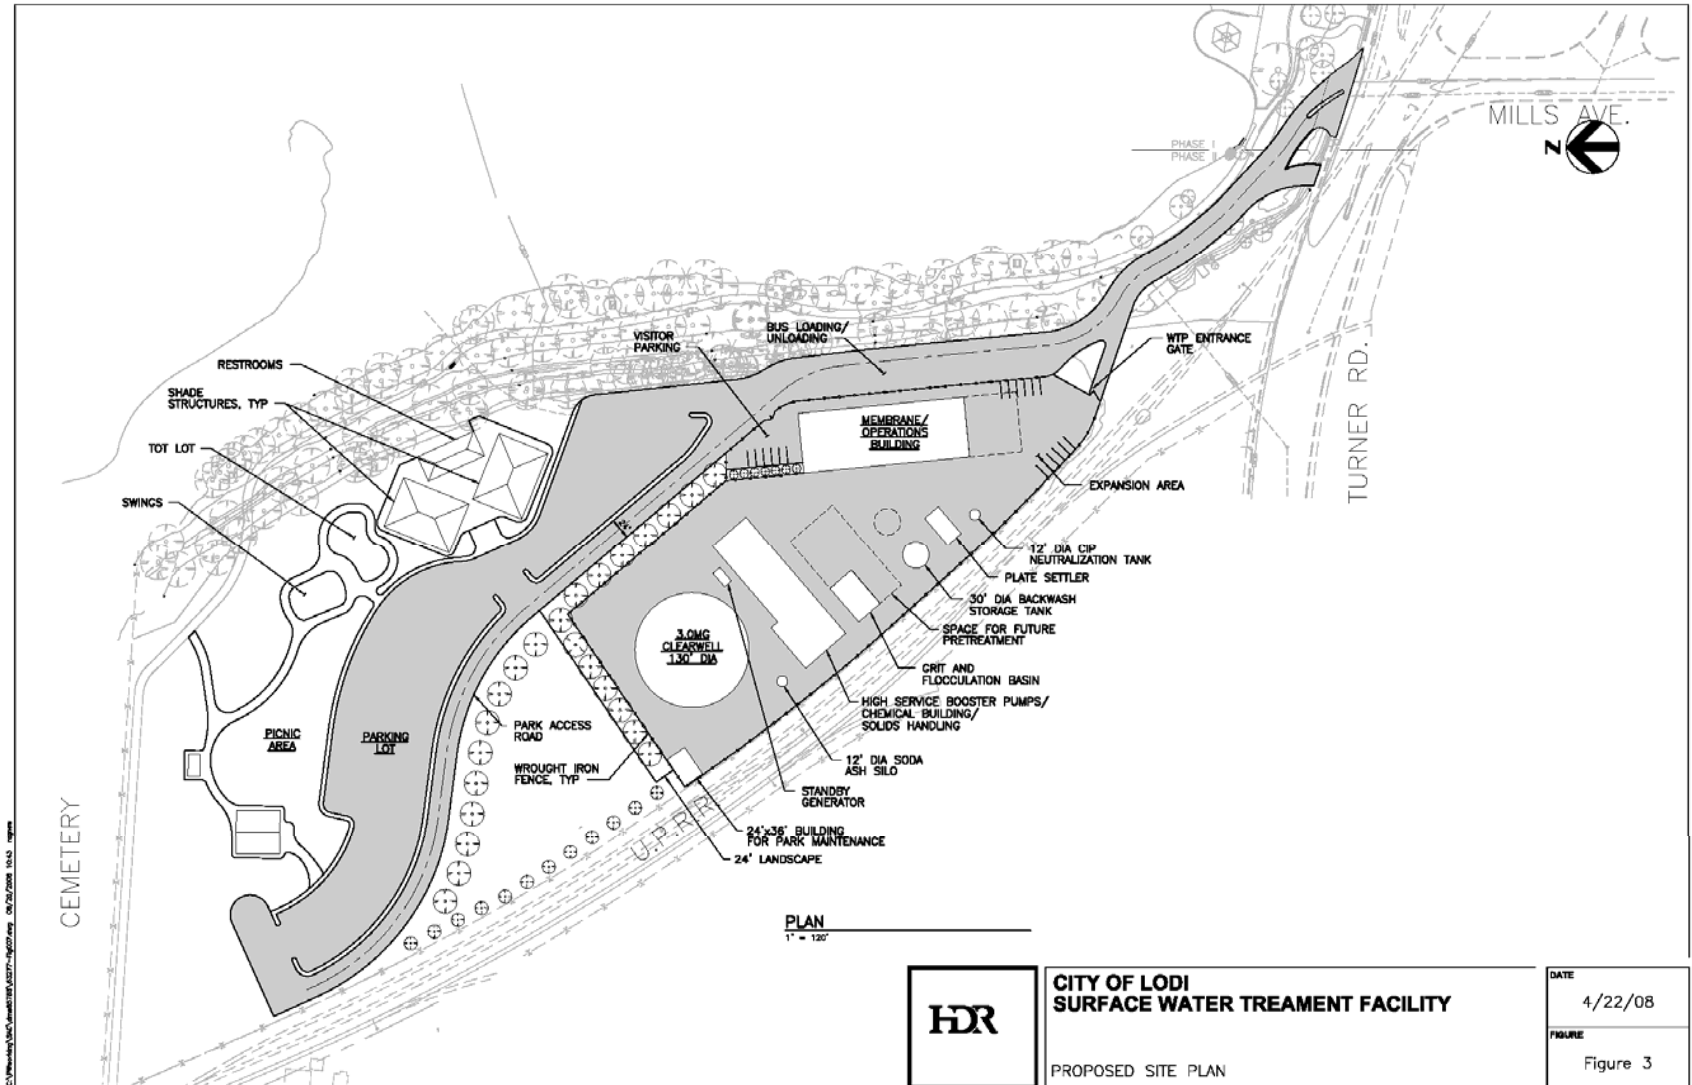 MILLS AVE.
N
PHASE I
PHASE II
BUS LOADING/
UNLOADING
VISITOR
PARKING
WTP ENTRANCE
GATE
RESTROOMS
SHADE
STRUCTURES, TYP
TOT LOT
SWINGS
MEMBRANE/
OPERATIONS
BUILDING
TURNER RD.
EXPANSION AREA
24'
12' DIA CIP
NEUTRALIZATION TANK
PLATE SETTLER
30' DIA BACKWASH
STORAGE TANK
SPACE FOR FUTURE
PRETREATMENT
3.0MG
CLEARWELL
130' DIA
GRIT AND
FLOCCULATION BASIN
HIGH SERVICE BOOSTER PUMPS/
CHEMICAL BUILDING/
SOLIDS HANDLING
PICNIC
AREA
PARKING
LOT
PARK ACCESS
ROAD
WROUGHT IRON
FENCE, TYP
12' DIA SODA
ASH SILO
STANDBY
GENERATOR
24'x36' BUILDING
FOR PARK MAINTENANCE
24' LANDSCAPE
U.P.R.R.
CEMETERY
PLAN
1" = 120'
HDR
CITY OF LODI
SURFACE WATER TREAMENT FACILITY
PROPOSED SITE PLAN
DATE
4/22/08
FIGURE
Figure 3